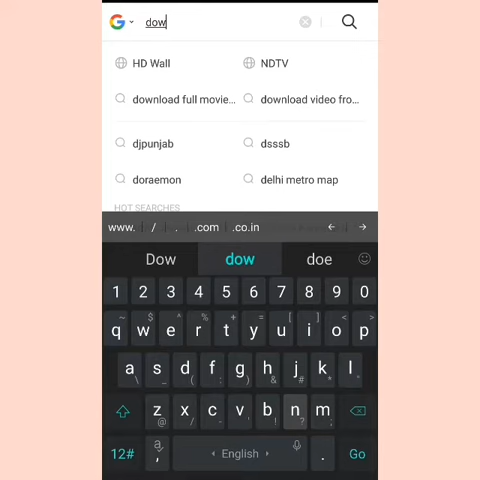 dow
HD Wall NDTV
download full movie... download video fro...
djpunjab dsssb
doraemon delhi metro map
HOT SEARCHES
www. / . .com .co.in ← →
Dow dow doe
1 2 3 4 5 6 7 8 9 0
q w e r t y u i o p
a s d f g h j k l
z x c v b n m
12# , English . Go